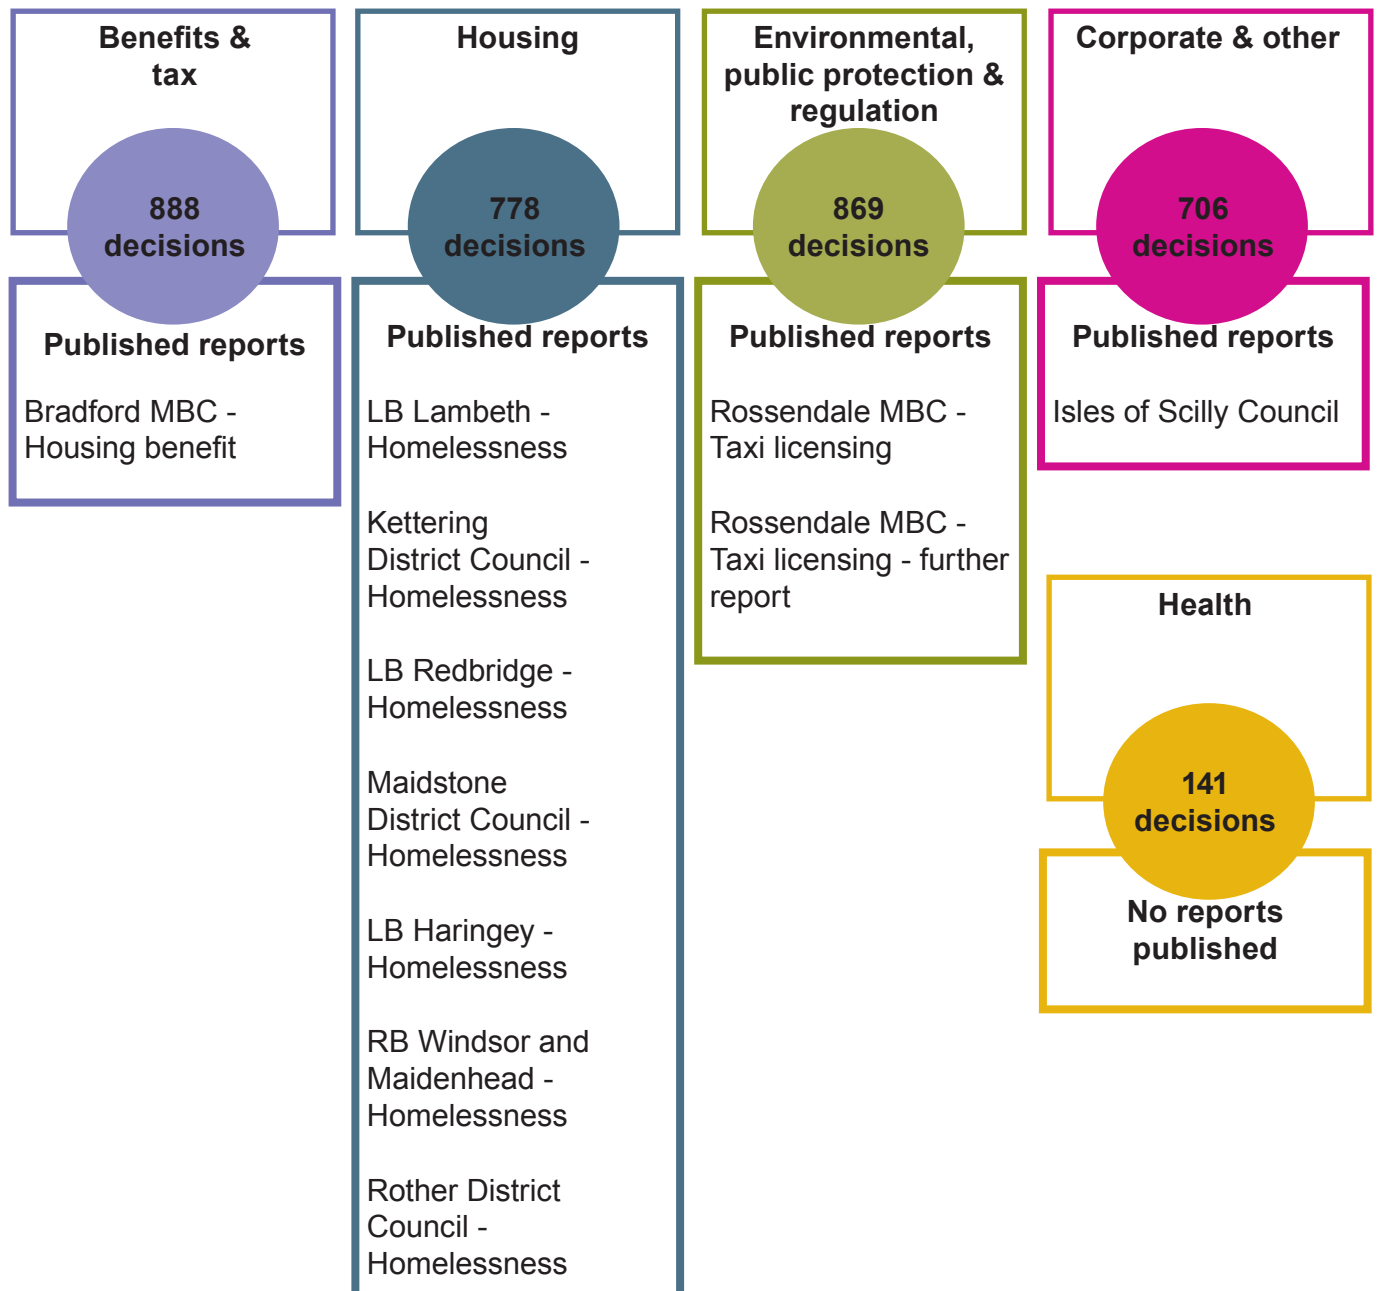 Benefits &
tax
888
decisions
Published reports
Bradford MBC -
Housing benefit
Housing
778
decisions
Published reports
LB Lambeth -
Homelessness
Kettering
District Council -
Homelessness
LB Redbridge -
Homelessness
Maidstone
District Council -
Homelessness
LB Haringey -
Homelessness
RB Windsor and
Maidenhead -
Homelessness
Rother District
Council -
Homelessness
Environmental,
public protection &
regulation
869
decisions
Published reports
Rossendale MBC -
Taxi licensing
Rossendale MBC -
Taxi licensing - further
report
Corporate & other
706
decisions
Published reports
Isles of Scilly Council
Health
141
decisions
No reports
published